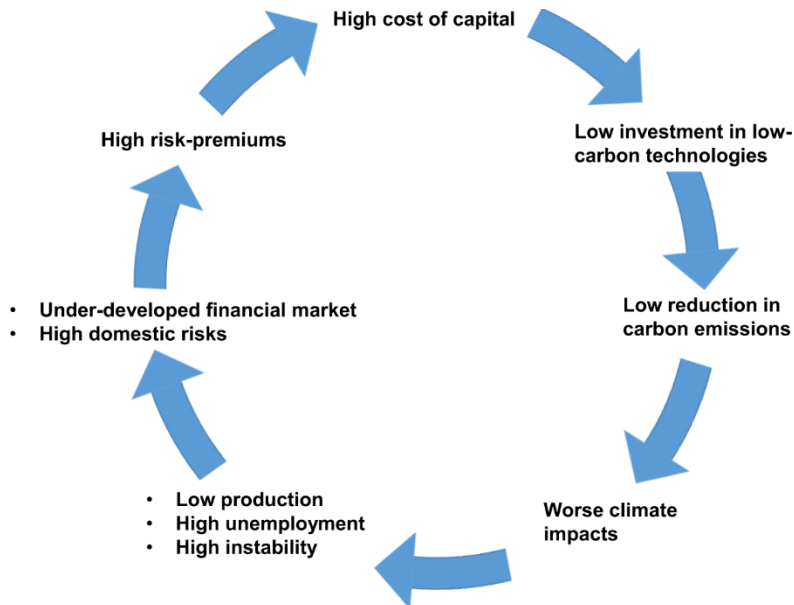 High cost of capital
Low investment in low-
carbon technologies
Low reduction in
carbon emissions
Worse climate
impacts
• Low production
• High unemployment
• High instability
• Under-developed financial market
• High domestic risks
High risk-premiums